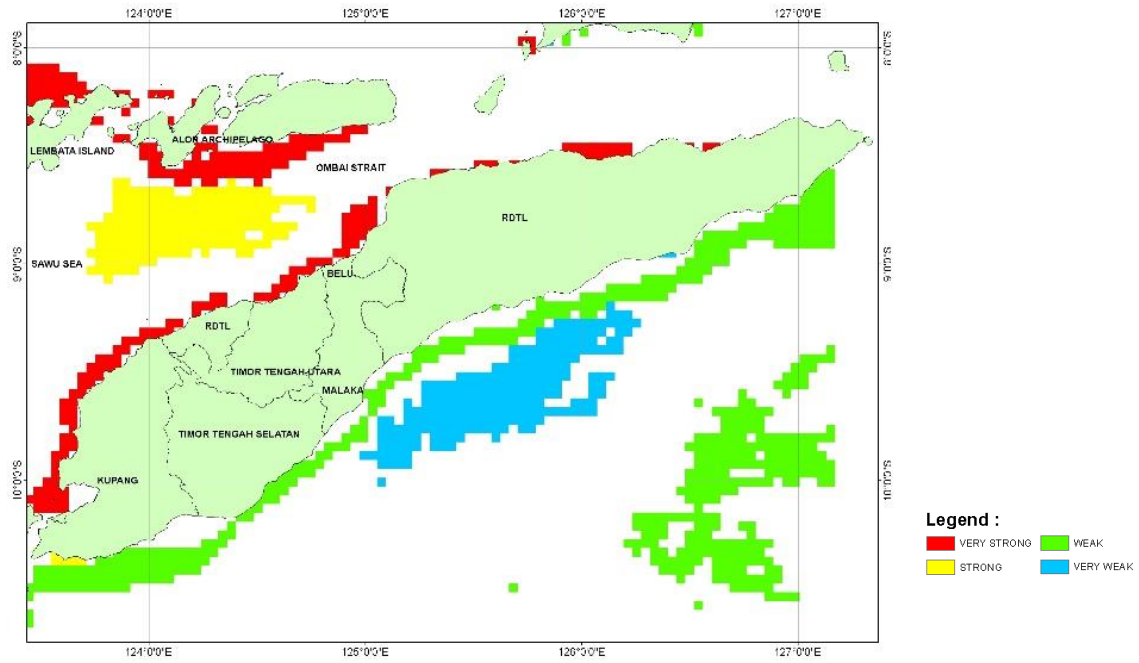 124°0'0"E 125°0'0"E 126°0'0"E 127°0'0"E
8°0'0"S 8°0'0"S
ALOR ARCHIPELAGO
LEMBATA ISLAND
OMBAI STRAIT
RDTL
SAWU SEA
BELU
9°0'0"S 9°0'0"S
RDTL
TIMOR TENGAH UTARA
MALAKA
TIMOR TENGAH SELATAN
KUPANG
10°0'0"S 10°0'0"S
124°0'0"E 125°0'0"E 126°0'0"E 127°0'0"E
Legend :
VERY STRONG WEAK
STRONG VERY WEAK